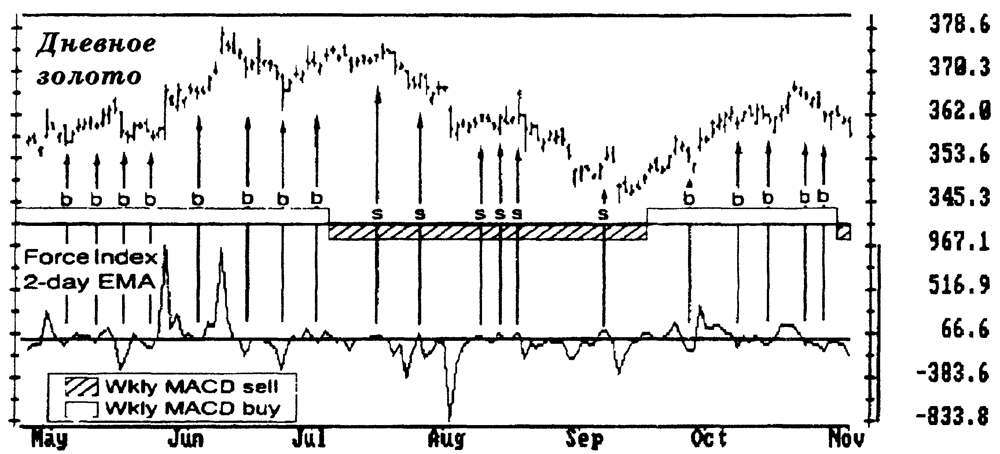 Дневное
золото
378.6
370.3
362.0
353.6
345.3
b b b b b b b b b b b b b
s s s s s s
967.1
516.9
66.6
-383.6
-833.8
Force Index
2-day EMA
Wkly MACD sell
Wkly MACD buy
May Jun Jul Aug Sep Oct Nov